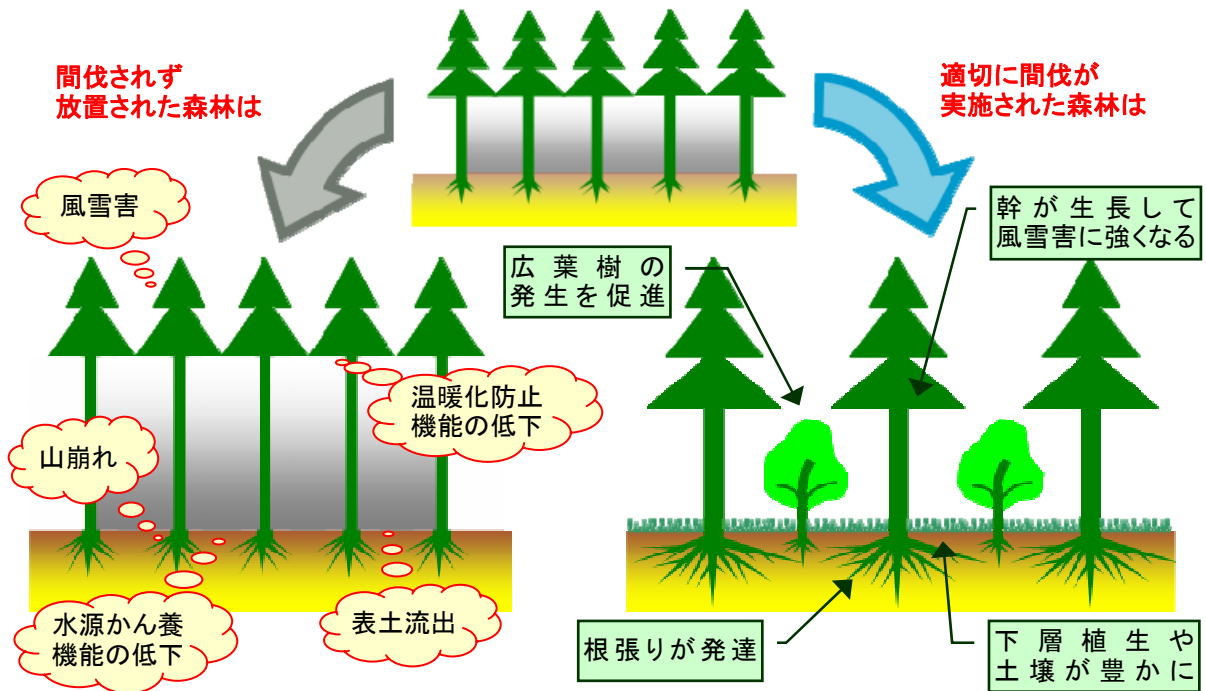 間伐されず
放置された森林は
適切に間伐が
実施された森林は
風雪害
幹が生長して
風雪害に強くなる
広葉樹の
発生を促進
温暖化防止
機能の低下
山崩れ
水源かん養
機能の低下
表土流出
根張りが発達
下層植生や
土壌が豊かに